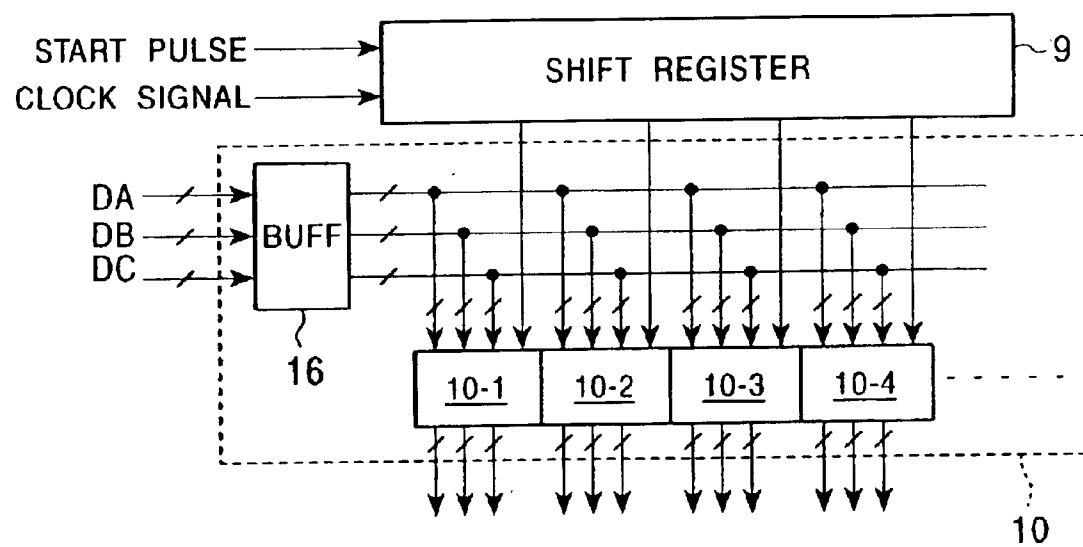 START PULSE
CLOCK SIGNAL
SHIFT REGISTER
9
DA
DB
DC
BUFF
16
10-1
10-2
10-3
10-4
10